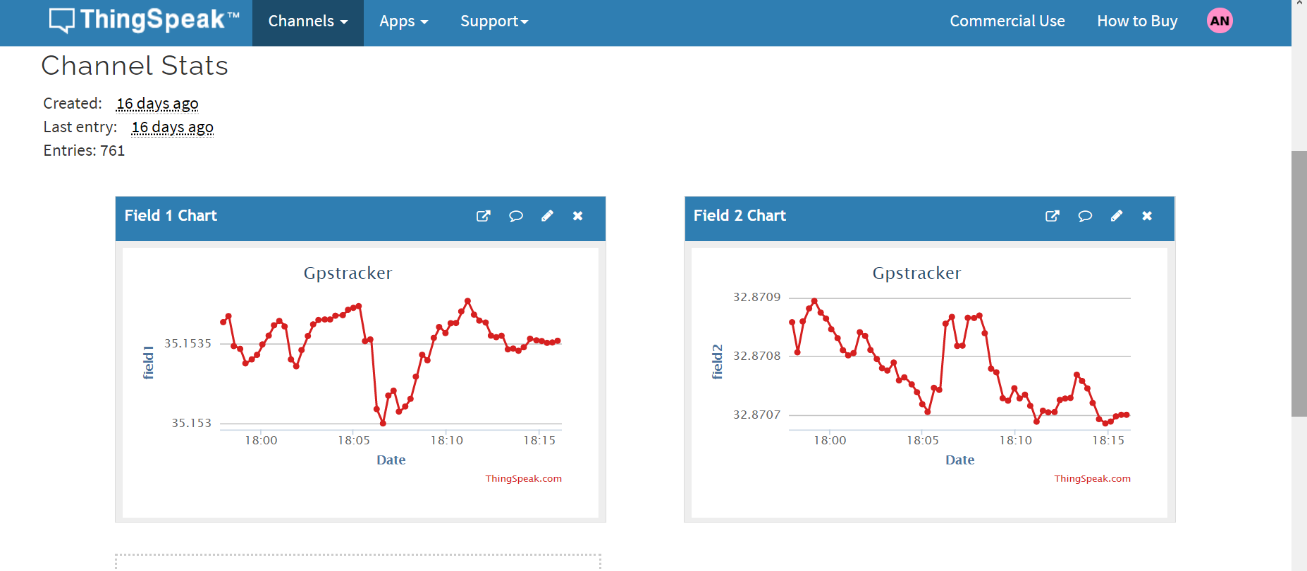 ThingSpeak™ Channels Apps Support Commercial Use How to Buy AN
Channel Stats
Created: 16 days ago
Last entry: 16 days ago
Entries: 761
Field 1 Chart
Gpstracker
field1
35.1535
35.153
18:00 18:05 18:10 18:15
Date
ThingSpeak.com
Field 2 Chart
Gpstracker
field2
32.8709
32.8708
32.8707
18:00 18:05 18:10 18:15
Date
ThingSpeak.com